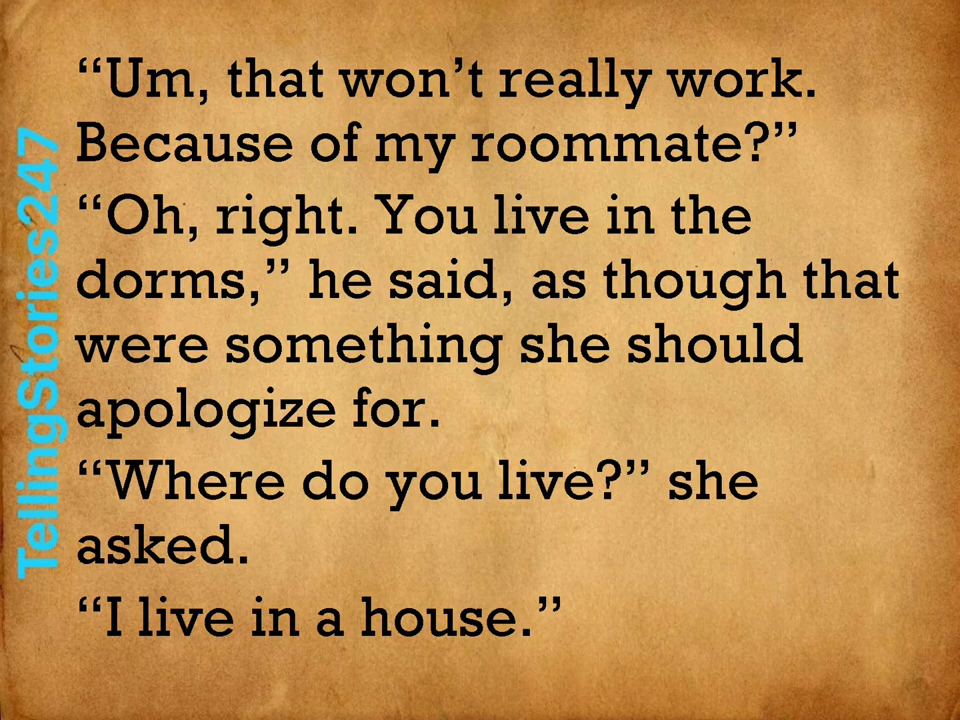 “Um, that won’t really work.
Because of my roommate?”
“Oh, right. You live in the
dorms,” he said, as though that
were something she should
apologize for.
“Where do you live?” she
asked.
“I live in a house.”
TellingStories247